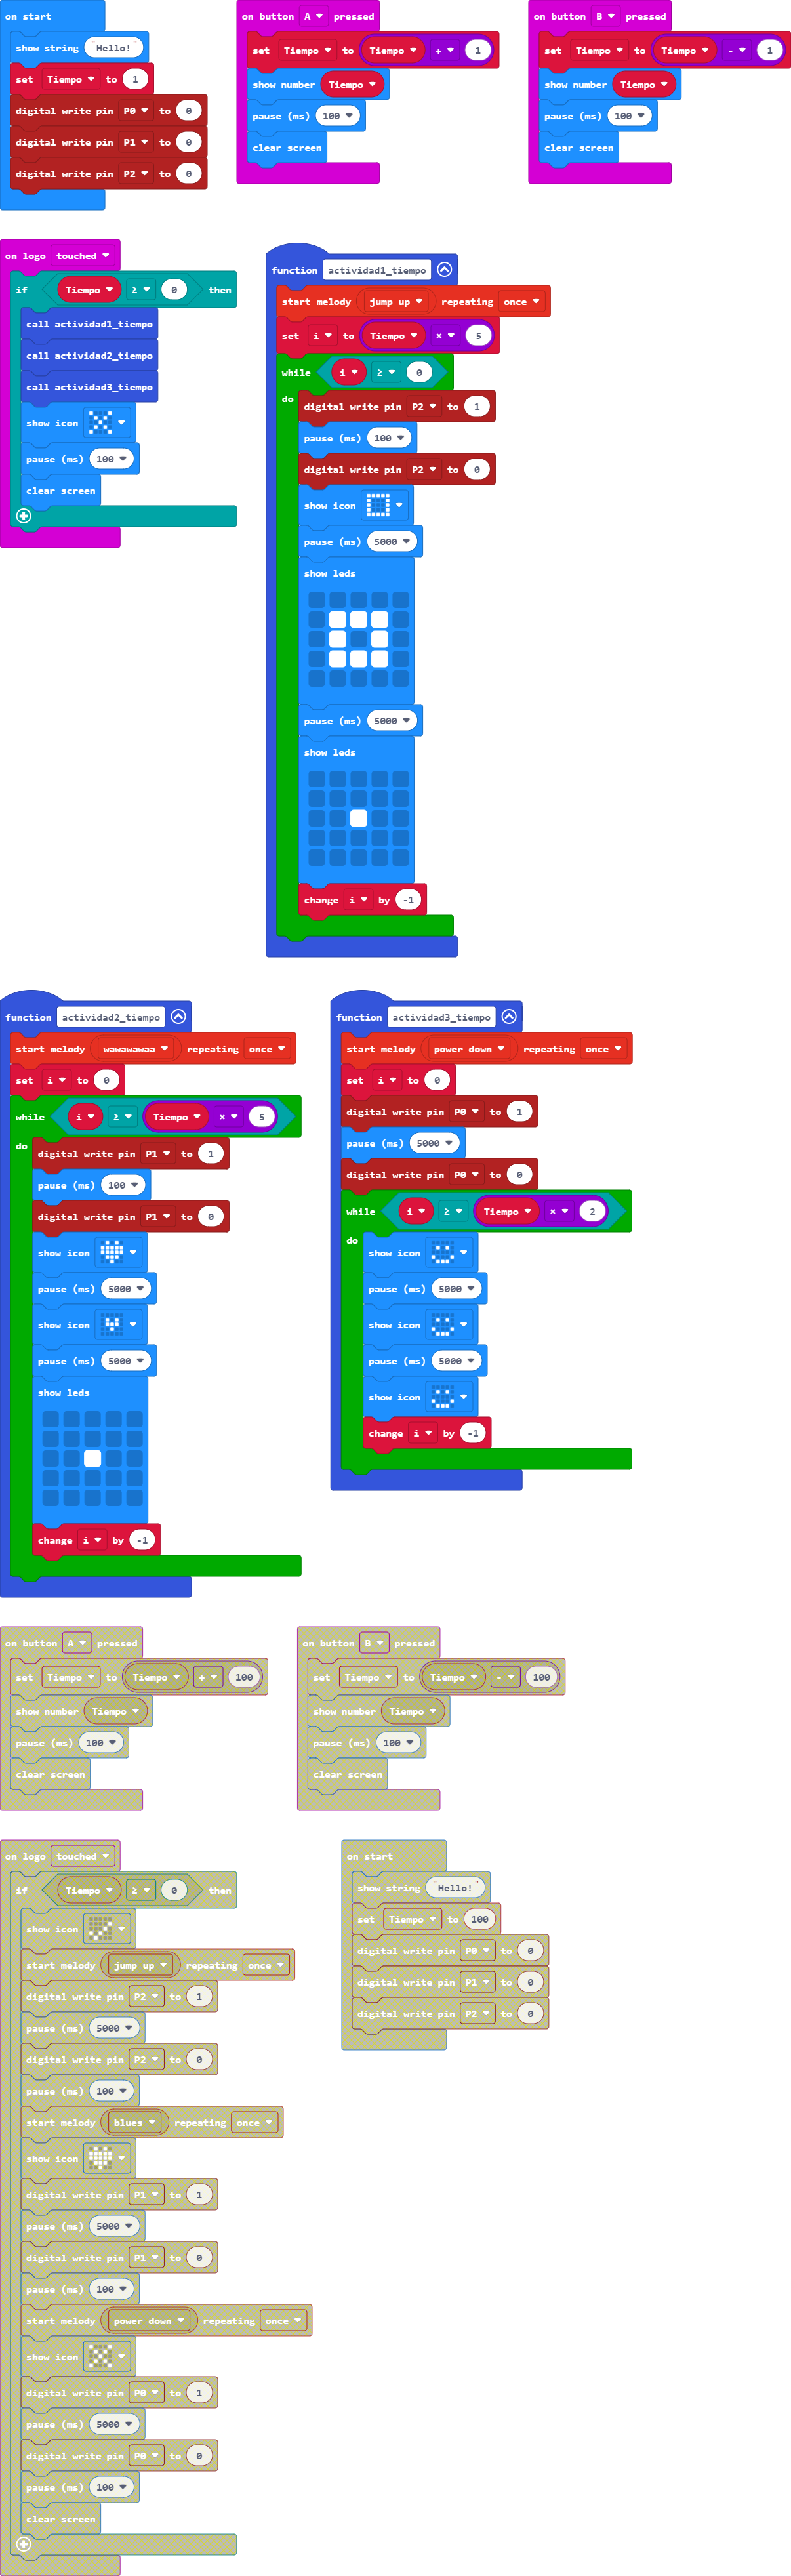 on start
show string "Hello!"
set Tiempo to 1
digital write pin P0 to 0
digital write pin P1 to 0
digital write pin P2 to 0
on button A pressed
set Tiempo to Tiempo + 1
show number Tiempo
pause (ms) 100
clear screen
on button B pressed
set Tiempo to Tiempo - 1
show number Tiempo
pause (ms) 100
clear screen
on logo touched
if Tiempo ≥ 0 then
call actividad1_tiempo
call actividad2_tiempo
call actividad3_tiempo
show icon
pause (ms) 100
clear screen
function actividad1_tiempo
start melody jump up repeating once
set i to Tiempo × 5
while i ≥ 0
do
digital write pin P2 to 1
pause (ms) 100
digital write pin P2 to 0
show icon
pause (ms) 5000
show leds
pause (ms) 5000
show leds
change i by -1
function actividad2_tiempo
start melody wawawawaa repeating once
set i to 0
while i ≥ Tiempo × 5
do
digital write pin P1 to 1
pause (ms) 100
digital write pin P1 to 0
show icon
pause (ms) 5000
show icon
pause (ms) 5000
show leds
change i by -1
function actividad3_tiempo
start melody power down repeating once
set i to 0
digital write pin P0 to 1
pause (ms) 5000
digital write pin P0 to 0
while i ≥ Tiempo × 2
do
show icon
pause (ms) 5000
show icon
pause (ms) 5000
show icon
change i by -1
on button A pressed
set Tiempo to Tiempo + 100
show number Tiempo
pause (ms) 100
clear screen
on button B pressed
set Tiempo to Tiempo - 100
show number Tiempo
pause (ms) 100
clear screen
on logo touched
if Tiempo ≥ 0 then
show icon
start melody jump up repeating once
digital write pin P2 to 1
pause (ms) 5000
digital write pin P2 to 0
pause (ms) 100
start melody blues repeating once
show icon
digital write pin P1 to 1
pause (ms) 5000
digital write pin P1 to 0
pause (ms) 100
start melody power down repeating once
show icon
digital write pin P0 to 1
pause (ms) 5000
digital write pin P0 to 0
pause (ms) 100
clear screen
on start
show string "Hello!"
set Tiempo to 100
digital write pin P0 to 0
digital write pin P1 to 0
digital write pin P2 to 0